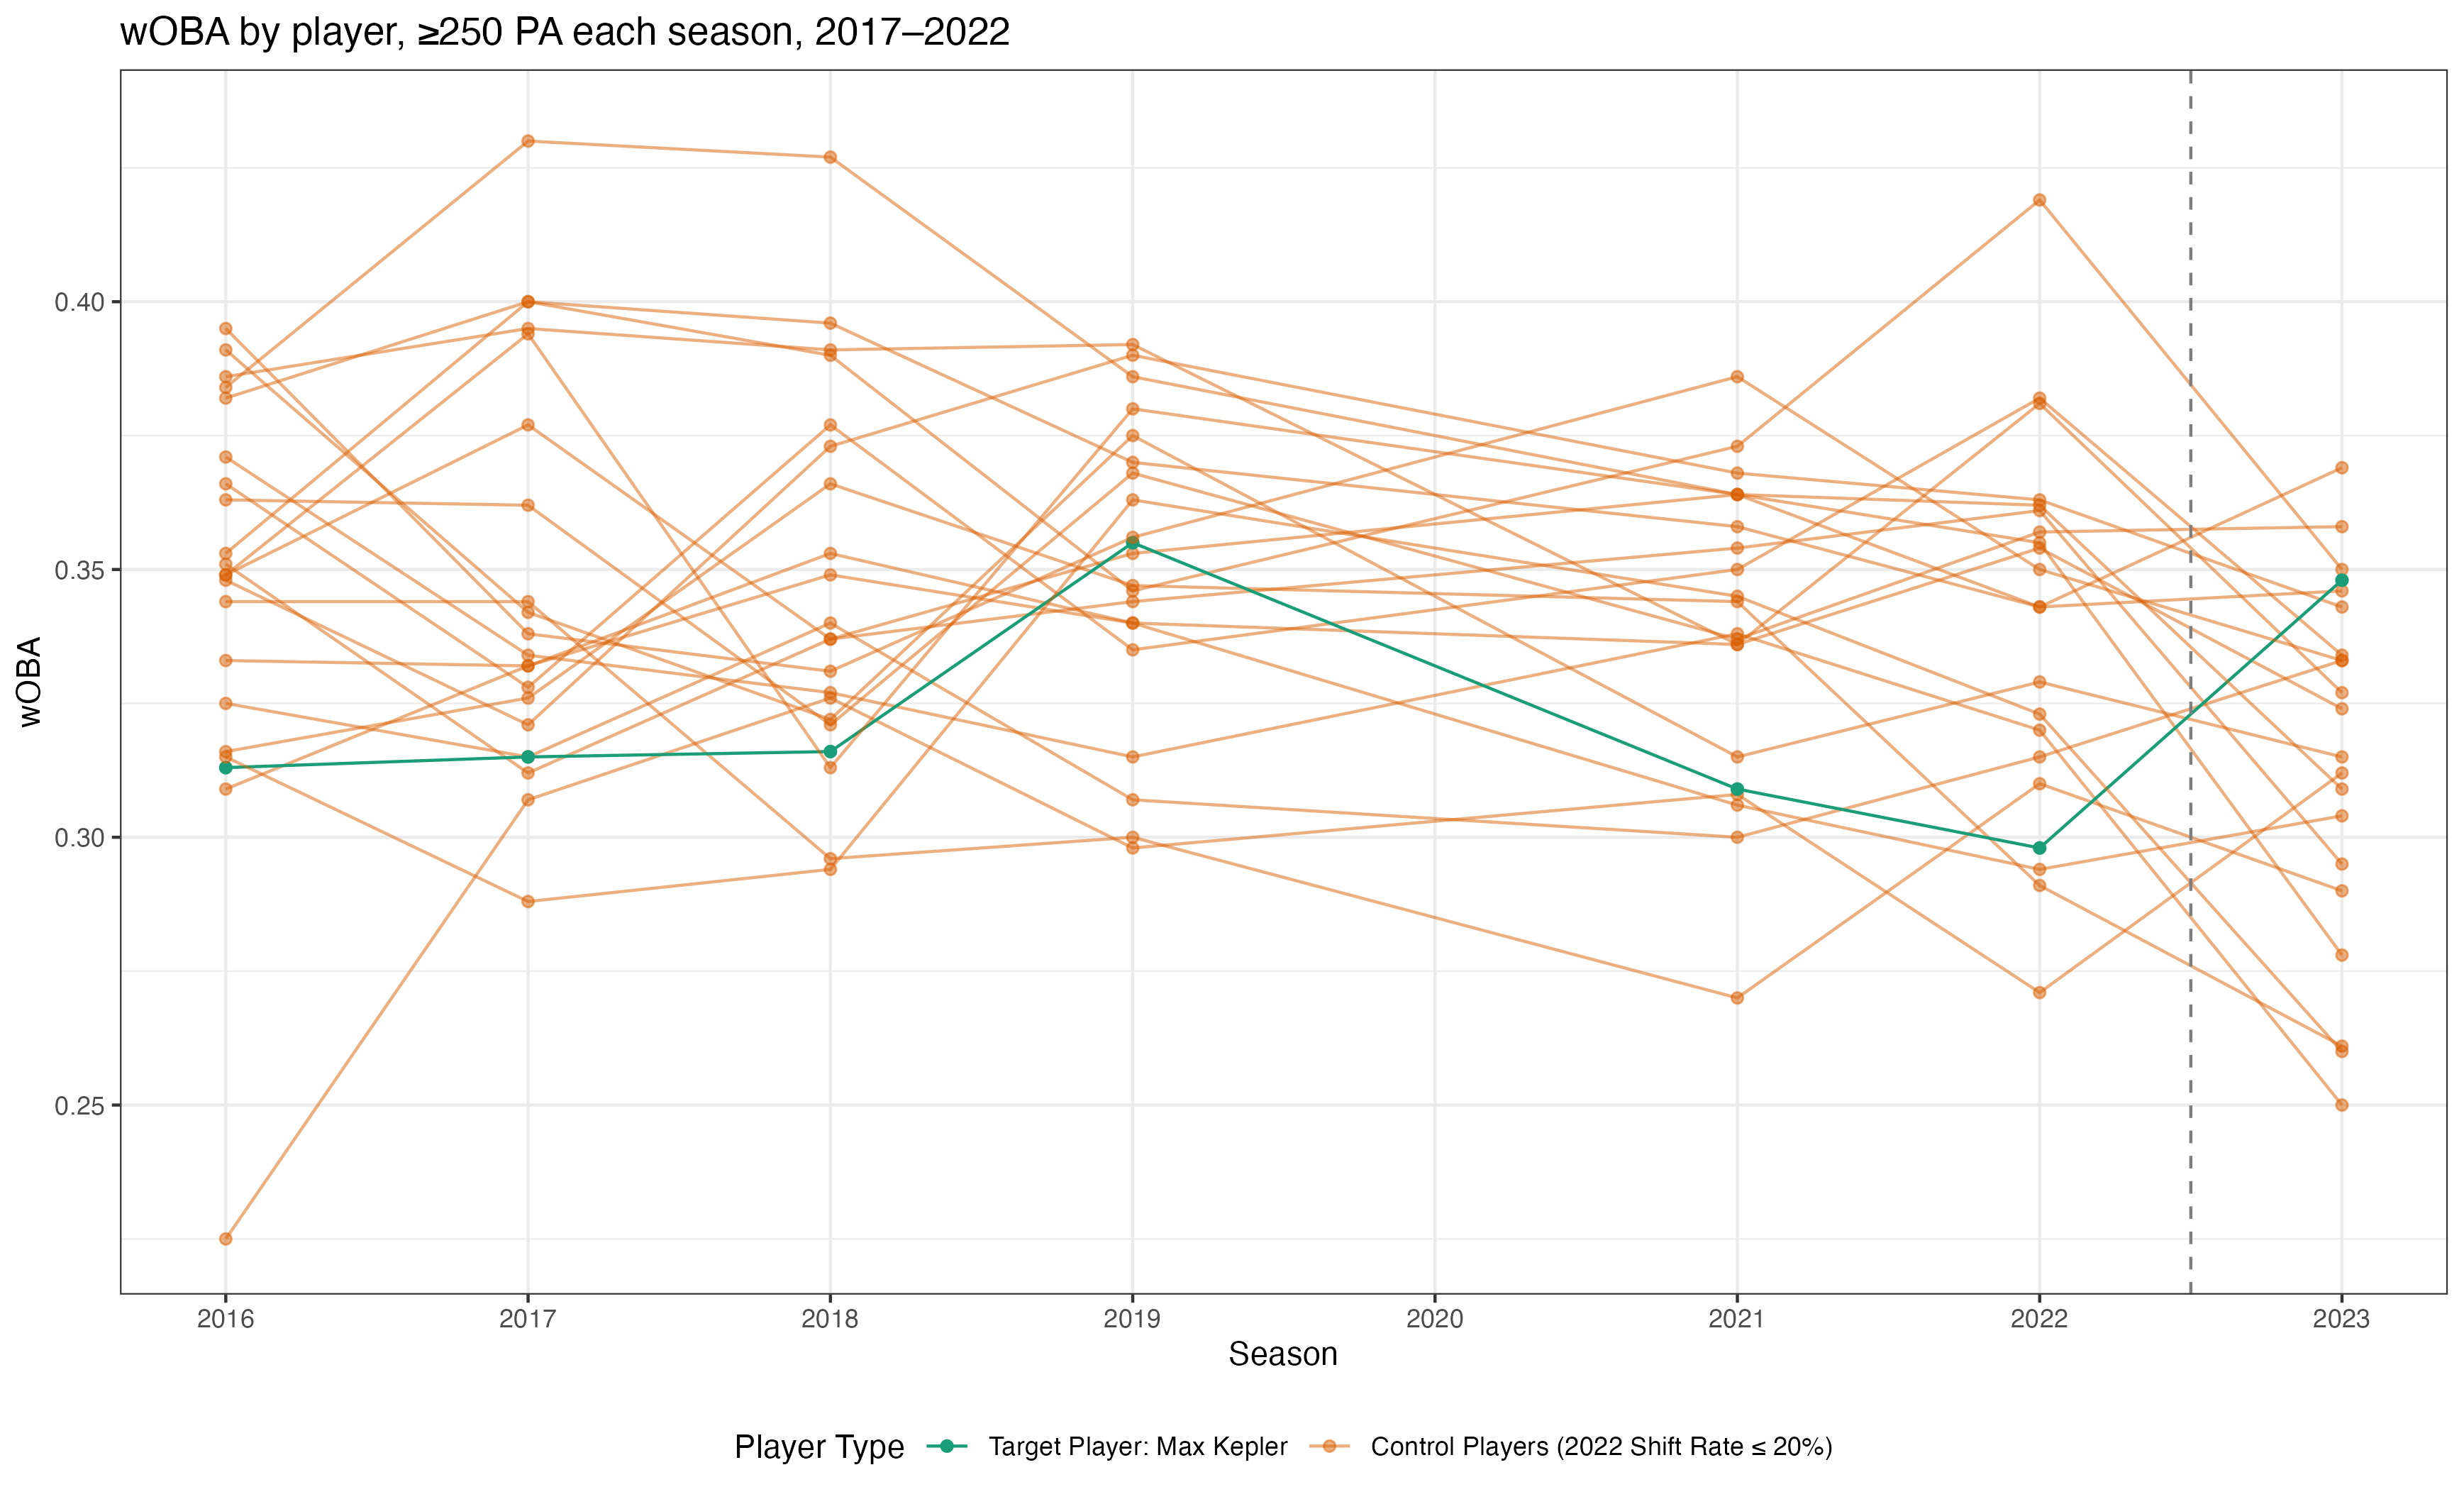 wOBA by player, ≥250 PA each season, 2017–2022
wOBA
0.40
0.35
0.30
0.25
2016 2017 2018 2019 2020 2021 2022 2023
Season
Player Type Target Player: Max Kepler Control Players (2022 Shift Rate ≤ 20%)